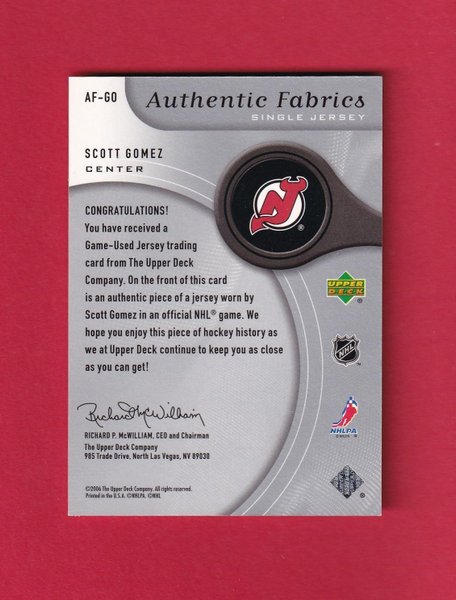 AF-GO
Authentic Fabrics
SINGLE JERSEY
SCOTT GOMEZ
CENTER
CONGRATULATIONS!
You have received a
Game-Used Jersey trading
card from The Upper Deck
Company. On the front of this card
is an authentic piece of a jersey worn by
Scott Gomez in an official NHL® game. We
hope you enjoy this piece of hockey history as
we at Upper Deck continue to keep you as close
as you can get!
®
UPPER
DECK
®
NHL
™
NHLPA
Richard McWilliam
RICHARD P. McWILLIAM, CEO and Chairman
The Upper Deck Company
985 Trade Drive, North Las Vegas, NV 89030
©2006 The Upper Deck Company. All rights reserved.
Printed in the U.S.A. ©NHLPA. ©NHL
®